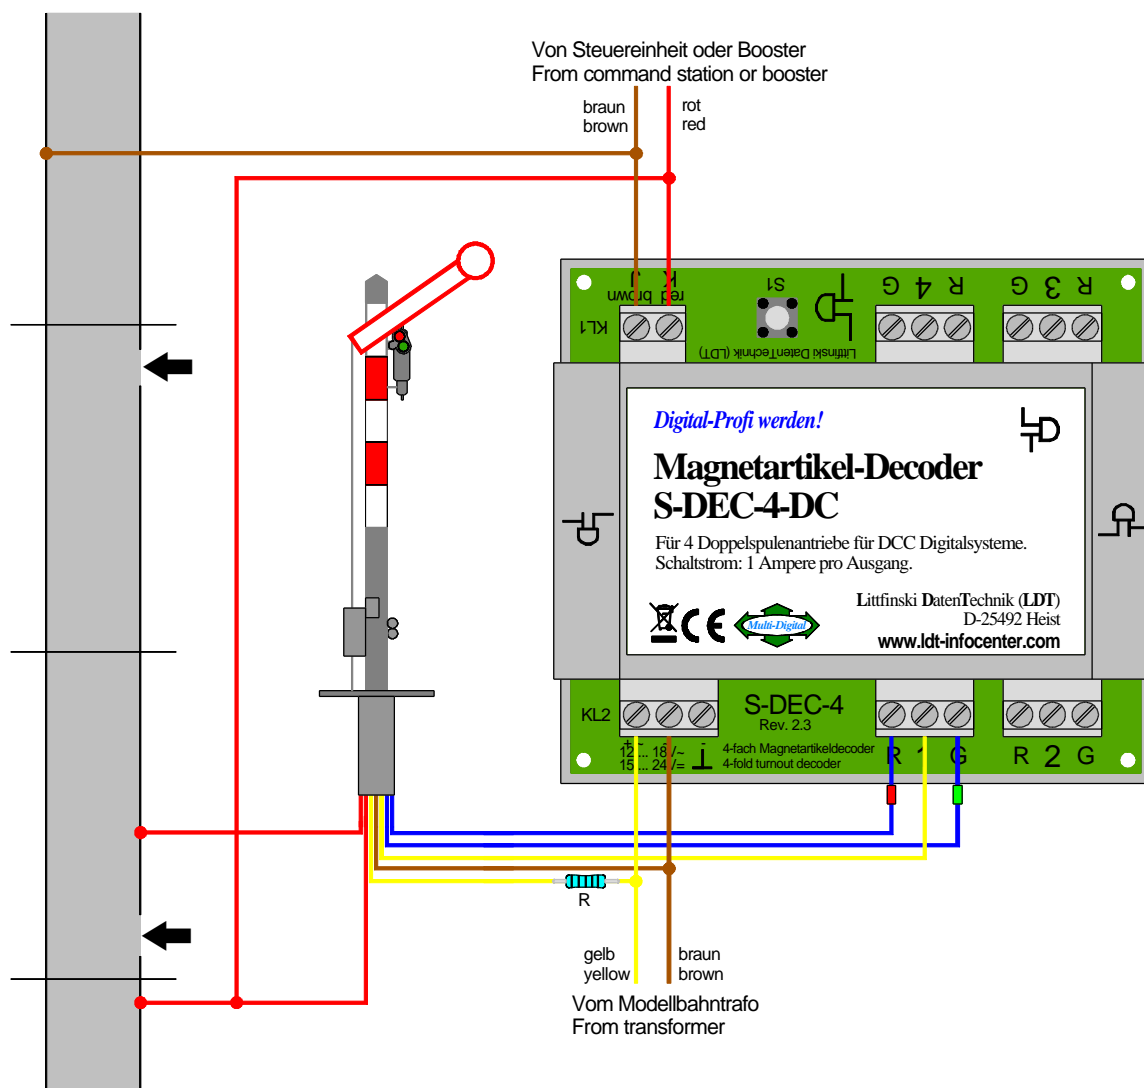 Von Steuereinheit oder Booster
From command station or booster
braun
brown
rot
red
J K
brown red
KL1
S1
G 4 R
G 3 R
Littfinski DatenTechnik (LDT)
Digital-Profi werden!
Magnetartikel-Decoder
S-DEC-4-DC
Für 4 Doppelspulenantriebe für DCC Digitalsysteme.
Schaltstrom: 1 Ampere pro Ausgang.
CE
Multi-Digital
Littfinski DatenTechnik (LDT)
D-25492 Heist
www.ldt-infocenter.com
KL2
S-DEC-4
Rev. 2.3
+ ~ ~ -
12 ... 18V~
15 ... 24V=
4-fach Magnetartikeldecoder
4-fold turnout decoder
R 1 G
R 2 G
R
gelb
yellow
braun
brown
Vom Modellbahntrafo
From transformer